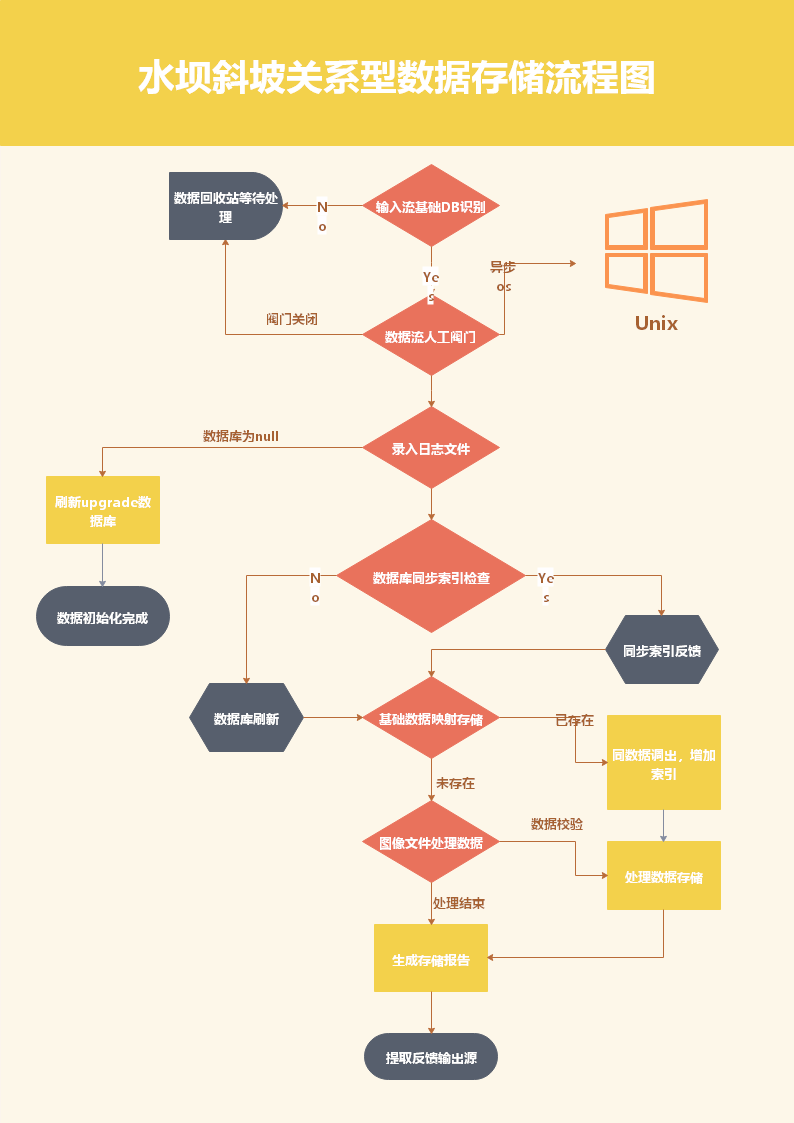 水坝斜坡关系型数据存储流程图
数据回收站等待处
理
N
o
输入流基础DB识别
Ye
s
异步
os
Unix
阀门关闭
数据流人工阀门
数据库为null
录入日志文件
刷新upgrade数
据库
数据初始化完成
N
o
数据库同步索引检查
Ye
s
同步索引反馈
数据库刷新
基础数据映射存储
已存在
同数据调出，增加
索引
未存在
图像文件处理数据
数据校验
处理数据存储
处理结束
生成存储报告
提取反馈输出源